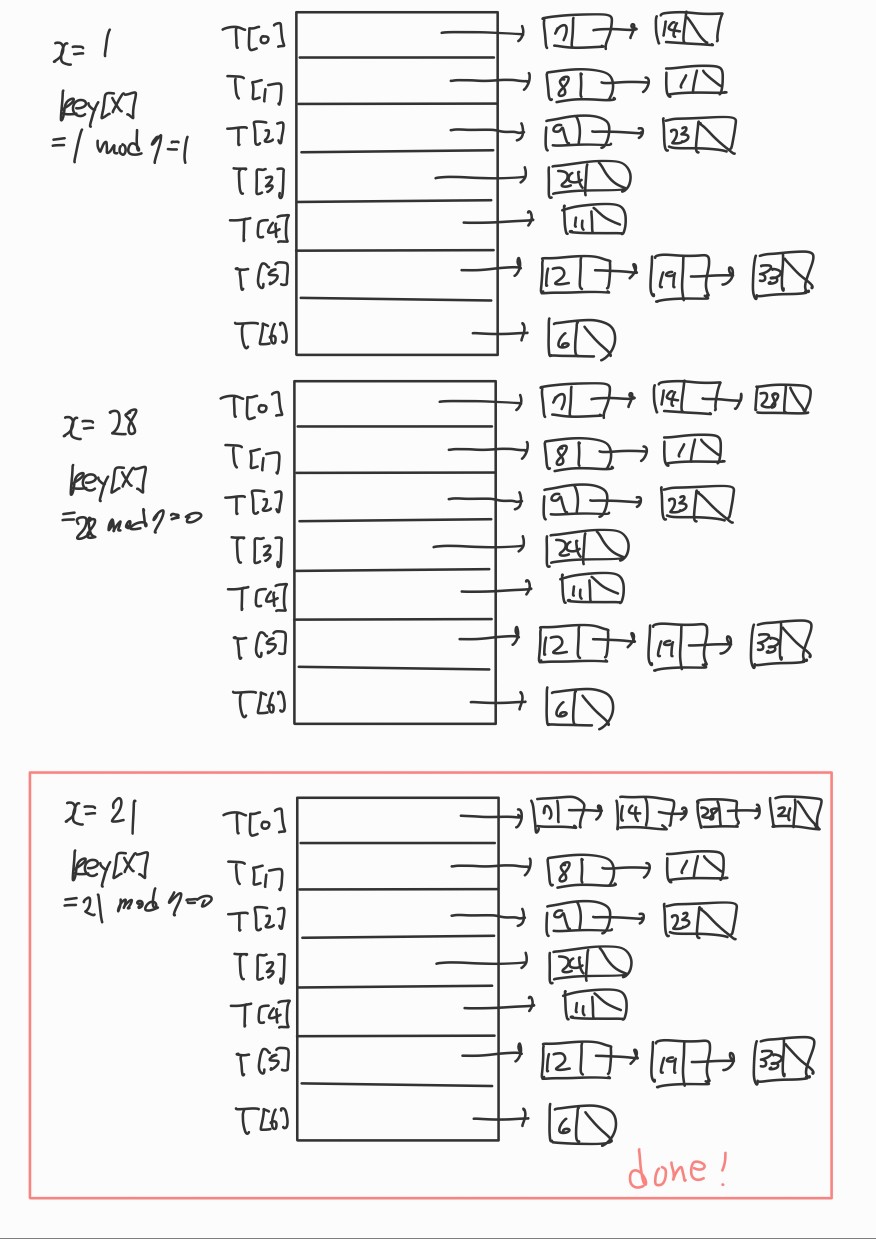 x= 1
key[X]
=1 mod 7=1
T[0] 7 14
T[1] 8 1
T[2] 9 23
T[3] 24
T[4] 11
T[5] 12 19 33
T[6] 6
x= 28
key[X]
=28 mod 7=0
T[0] 7 14 28
T[1] 8 1
T[2] 9 23
T[3] 24
T[4] 11
T[5] 12 19 33
T[6] 6
x= 21
key[X]
=21 mod 7=0
T[0] 7 14 28 21
T[1] 8 1
T[2] 9 23
T[3] 24
T[4] 11
T[5] 12 19 33
T[6] 6
done!